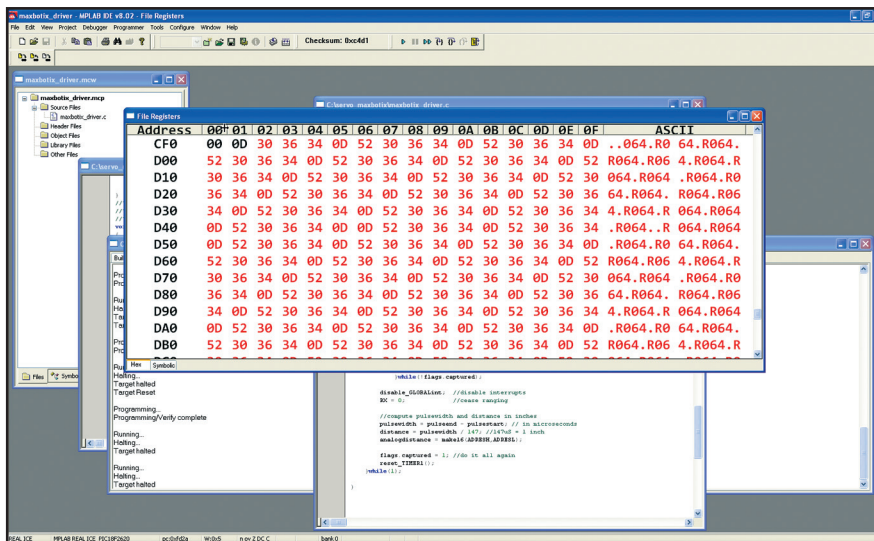 maxbotix_driver - MPLAB IDE v8.02 - File Registers
File Edit View Project Debugger Programmer Tools Configure Window Help
Checksum: 0xc4d1
maxbotix_driver.mcw
maxbotix_driver.mcp
Source Files
maxbotix_driver.c
Header Files
Object Files
Library Files
Other Files
Files Symbo
C:\servo_maxbotix\maxbotix_driver.c
File Registers
Address 00 01 02 03 04 05 06 07 08 09 0A 0B 0C 0D 0E 0F ASCII
CF0 00 0D 30 36 34 0D 52 30 36 34 0D 52 30 36 34 0D ..064.R0 64.R064.
D00 52 30 36 34 0D 52 30 36 34 0D 52 30 36 34 0D 52 R064.R06 4.R064.R
D10 30 36 34 0D 52 30 36 34 0D 52 30 36 34 0D 52 30 064.R064 .R064.R0
D20 36 34 0D 52 30 36 34 0D 52 30 36 34 0D 52 30 36 64.R064. R064.R06
D30 34 0D 52 30 36 34 0D 52 30 36 34 0D 52 30 36 34 4.R064.R 064.R064
D40 0D 52 30 36 34 0D 0D 52 30 36 34 0D 52 30 36 34 .R064..R 064.R064
D50 0D 52 30 36 34 0D 52 30 36 34 0D 52 30 36 34 0D .R064.R0 64.R064.
D60 52 30 36 34 0D 52 30 36 34 0D 52 30 36 34 0D 52 R064.R06 4.R064.R
D70 30 36 34 0D 52 30 36 34 0D 52 30 36 34 0D 52 30 064.R064 .R064.R0
D80 36 34 0D 52 30 36 34 0D 52 30 36 34 0D 52 30 36 64.R064. R064.R06
D90 34 0D 52 30 36 34 0D 52 30 36 34 0D 52 30 36 34 4.R064.R 064.R064
DA0 0D 52 30 36 34 0D 52 30 36 34 0D 52 30 36 34 0D .R064.R0 64.R064.
DB0 52 30 36 34 0D 52 30 36 34 0D 52 30 36 34 0D 52 R064.R06 4.R064.R
Hex Symbolic
Halting...
Target halted
Target Reset
Programming...
Programming/Verify complete
Running...
Halting...
Target halted
Running...
Halting...
Target halted
}while(!flags.captured);
disable_GLOBALint; //disable interrupts
RX = 0; //cease ranging
//compute pulsewidth and distance in inches
pulsewidth = pulseend - pulsestart; // in microseconds
distance = pulsewidth / 147; //147uS = 1 inch
analogdistance = make16(ADRESH,ADRESL);
flags.captured = 1; //do it all again
reset_TIMER1();
}while(1);
}
REAL ICE MPLAB REAL ICE PIC18F2620 pc:0xfd2a W:0x5 n ov Z DC C bank 0